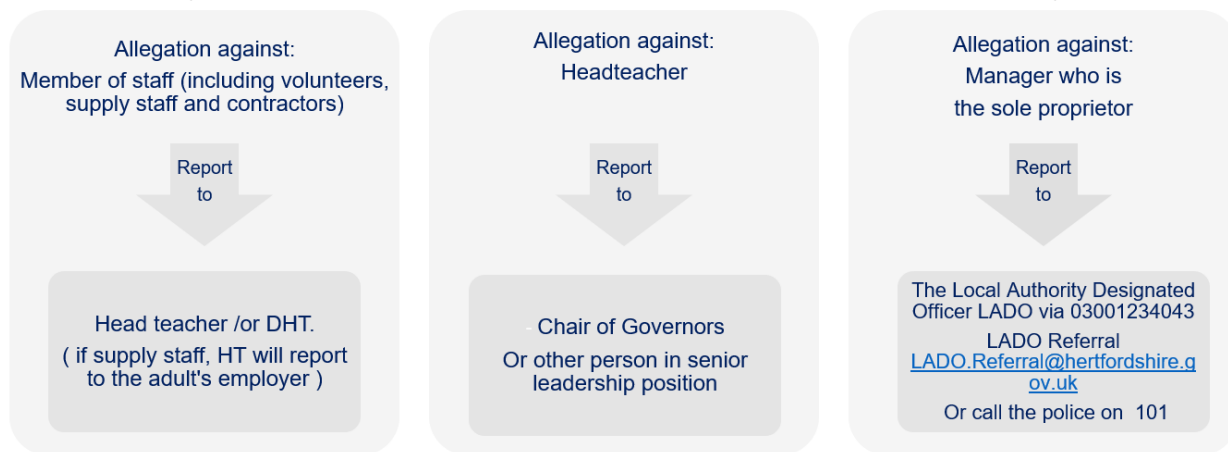 Allegation against:
Member of staff (including volunteers,
supply staff and contractors)
Report
to
Head teacher /or DHT.
( if supply staff, HT will report
to the adult's employer )
Allegation against:
Headteacher
Report
to
- Chair of Governors
Or other person in senior
leadership position
Allegation against:
Manager who is
the sole proprietor
Report
to
The Local Authority Designated
Officer LADO via 03001234043
LADO Referral
LADO.Referral@hertfordshire.g
ov.uk
Or call the police on  101